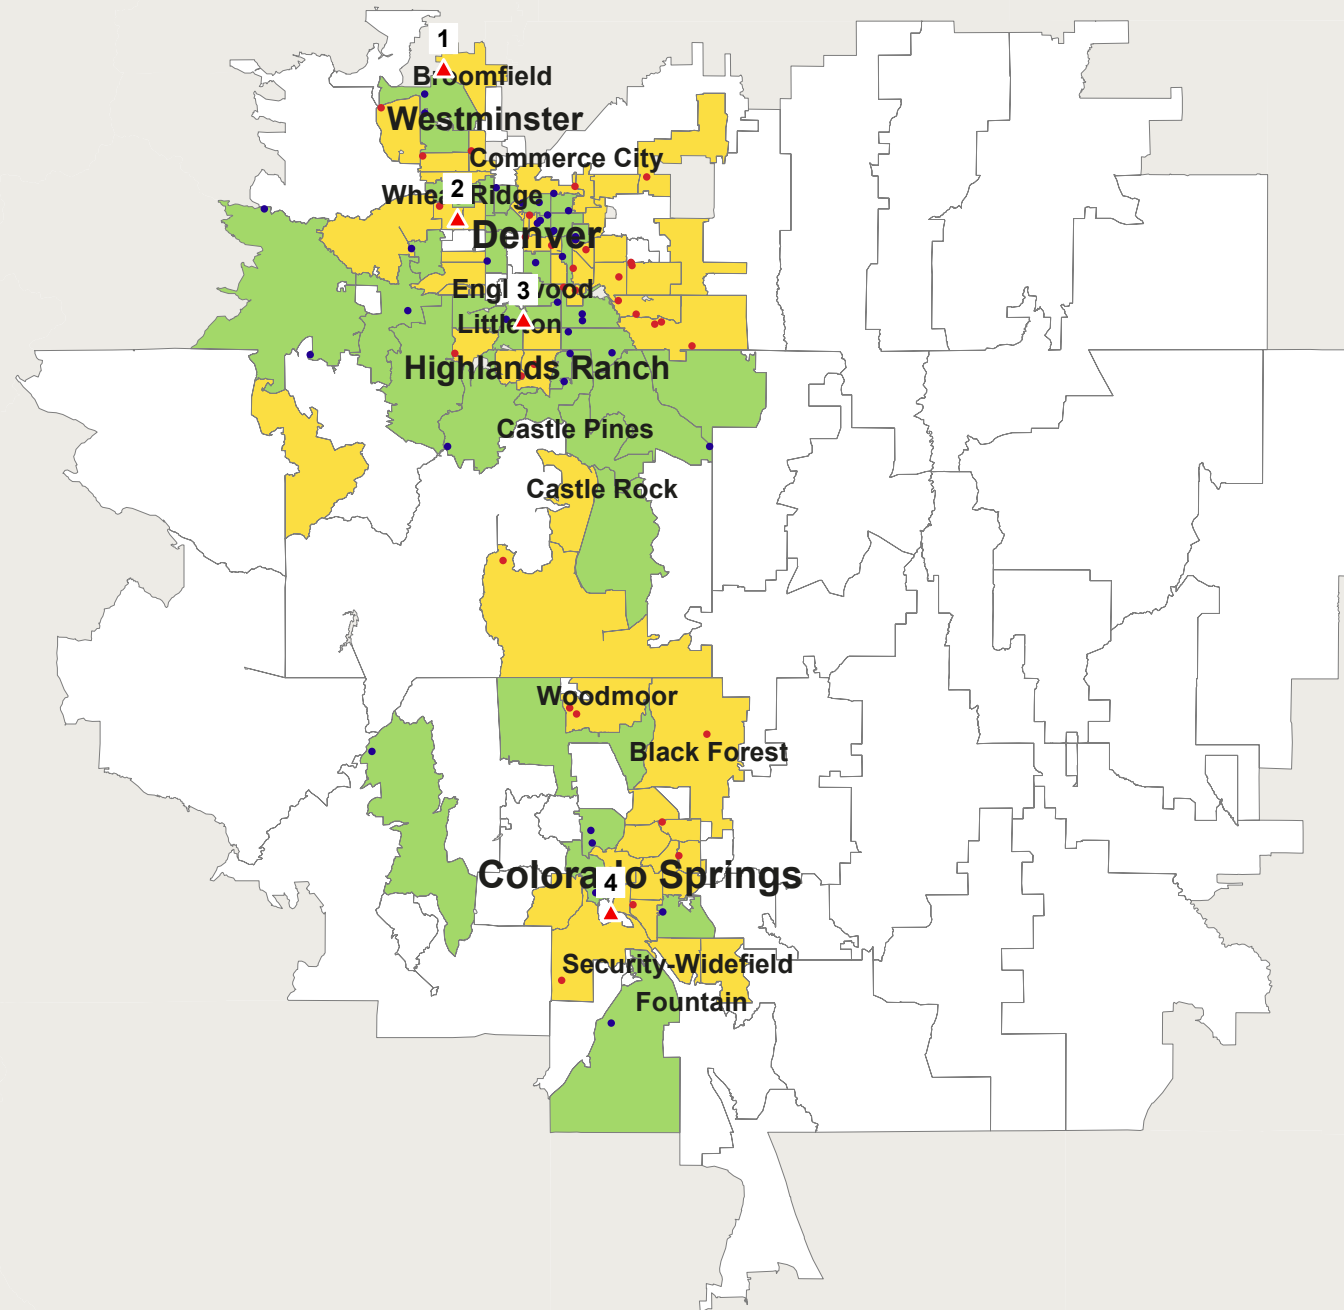 1
Broomfield
Westminster
Commerce City
2
Wheat Ridge
Denver
Englewood
3
Littleton
Highlands Ranch
Castle Pines
Castle Rock
Woodmoor
Black Forest
Colorado Springs
4
Security-Widefield
Fountain